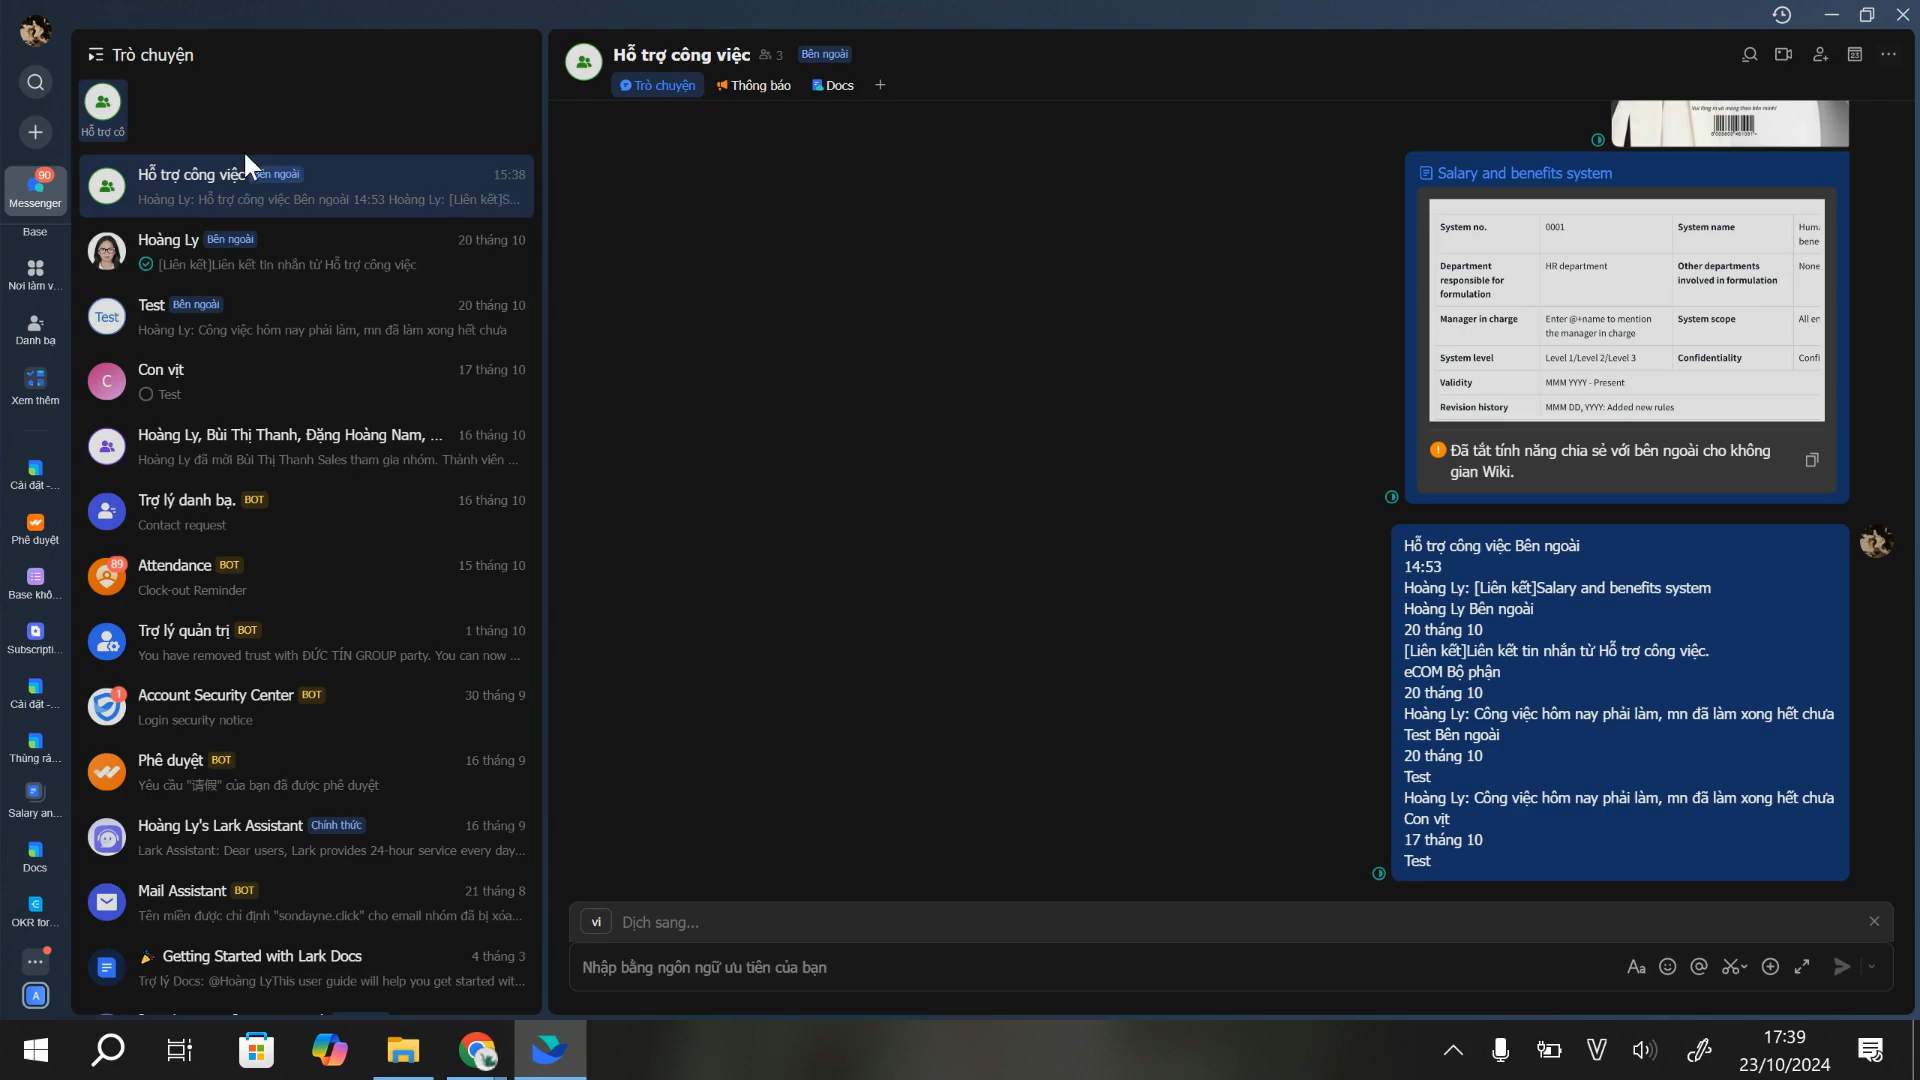 Trò chuyện
Hỗ trợ cô
Hỗ trợ công việc Bên ngoài 15:38
Hoàng Ly: Hỗ trợ công việc Bên ngoài 14:53 Hoàng Ly: [Liên kết]S...
Hoàng Ly Bên ngoài 20 tháng 10
[Liên kết]Liên kết tin nhắn từ Hỗ trợ công việc
Test Test Bên ngoài 20 tháng 10
Hoàng Ly: Công việc hôm nay phải làm, mn đã làm xong hết chưa
C Con vịt 17 tháng 10
Test
Hoàng Ly, Bùi Thị Thanh, Đặng Hoàng Nam, ... 16 tháng 10
Hoàng Ly đã mời Bùi Thị Thanh Sales tham gia nhóm. Thành viên ...
Trợ lý danh bạ. BOT 16 tháng 10
Contact request
89 Attendance BOT 15 tháng 10
Clock-out Reminder
Trợ lý quản trị BOT 1 tháng 10
You have removed trust with ĐỨC TÍN GROUP party. You can now ...
1 Account Security Center BOT 30 tháng 9
Login security notice
Phê duyệt BOT 16 tháng 9
Yêu cầu "请假" của bạn đã được phê duyệt
Hoàng Ly's Lark Assistant Chính thức 16 tháng 9
Lark Assistant: Dear users, Lark provides 24-hour service every day...
Mail Assistant BOT 21 tháng 8
Tên miền được chỉ định "sondayne.click" cho email nhóm đã bị xóa...
Getting Started with Lark Docs 4 tháng 3
Trợ lý Docs: @Hoàng LyThis user guide will help you get started wit...
90
Messenger
Base
Nơi làm v...
Danh bạ
Xem thêm
Cài đặt -...
Phê duyệt
Base khô...
Subscripti...
Cài đặt -...
Thùng rá...
Salary an...
Docs
OKR for...
A
Hỗ trợ công việc 3 Bên ngoài
Trò chuyện Thông báo Docs
23
Vui lòng in và mang theo bên mình!
Salary and benefits system
System no. 0001 System name Hum
bene
Department responsible for formulation HR department Other departments involved in formulation None
Manager in charge Enter @+name to mention the manager in charge System scope All en
System level Level 1/Level 2/Level 3 Confidentiality Confi
Validity MMM YYYY - Present
Revision history MMM DD, YYYY: Added new rules
Đã tắt tính năng chia sẻ với bên ngoài cho không
gian Wiki.
Hỗ trợ công việc Bên ngoài
14:53
Hoàng Ly: [Liên kết]Salary and benefits system
Hoàng Ly Bên ngoài
20 tháng 10
[Liên kết]Liên kết tin nhắn từ Hỗ trợ công việc.
eCOM Bộ phận
20 tháng 10
Hoàng Ly: Công việc hôm nay phải làm, mn đã làm xong hết chưa
Test Bên ngoài
20 tháng 10
Test
Hoàng Ly: Công việc hôm nay phải làm, mn đã làm xong hết chưa
Con vịt
17 tháng 10
Test
vi Dịch sang...
Nhập bằng ngôn ngữ ưu tiên của bạn
Aa
V
17:39
23/10/2024